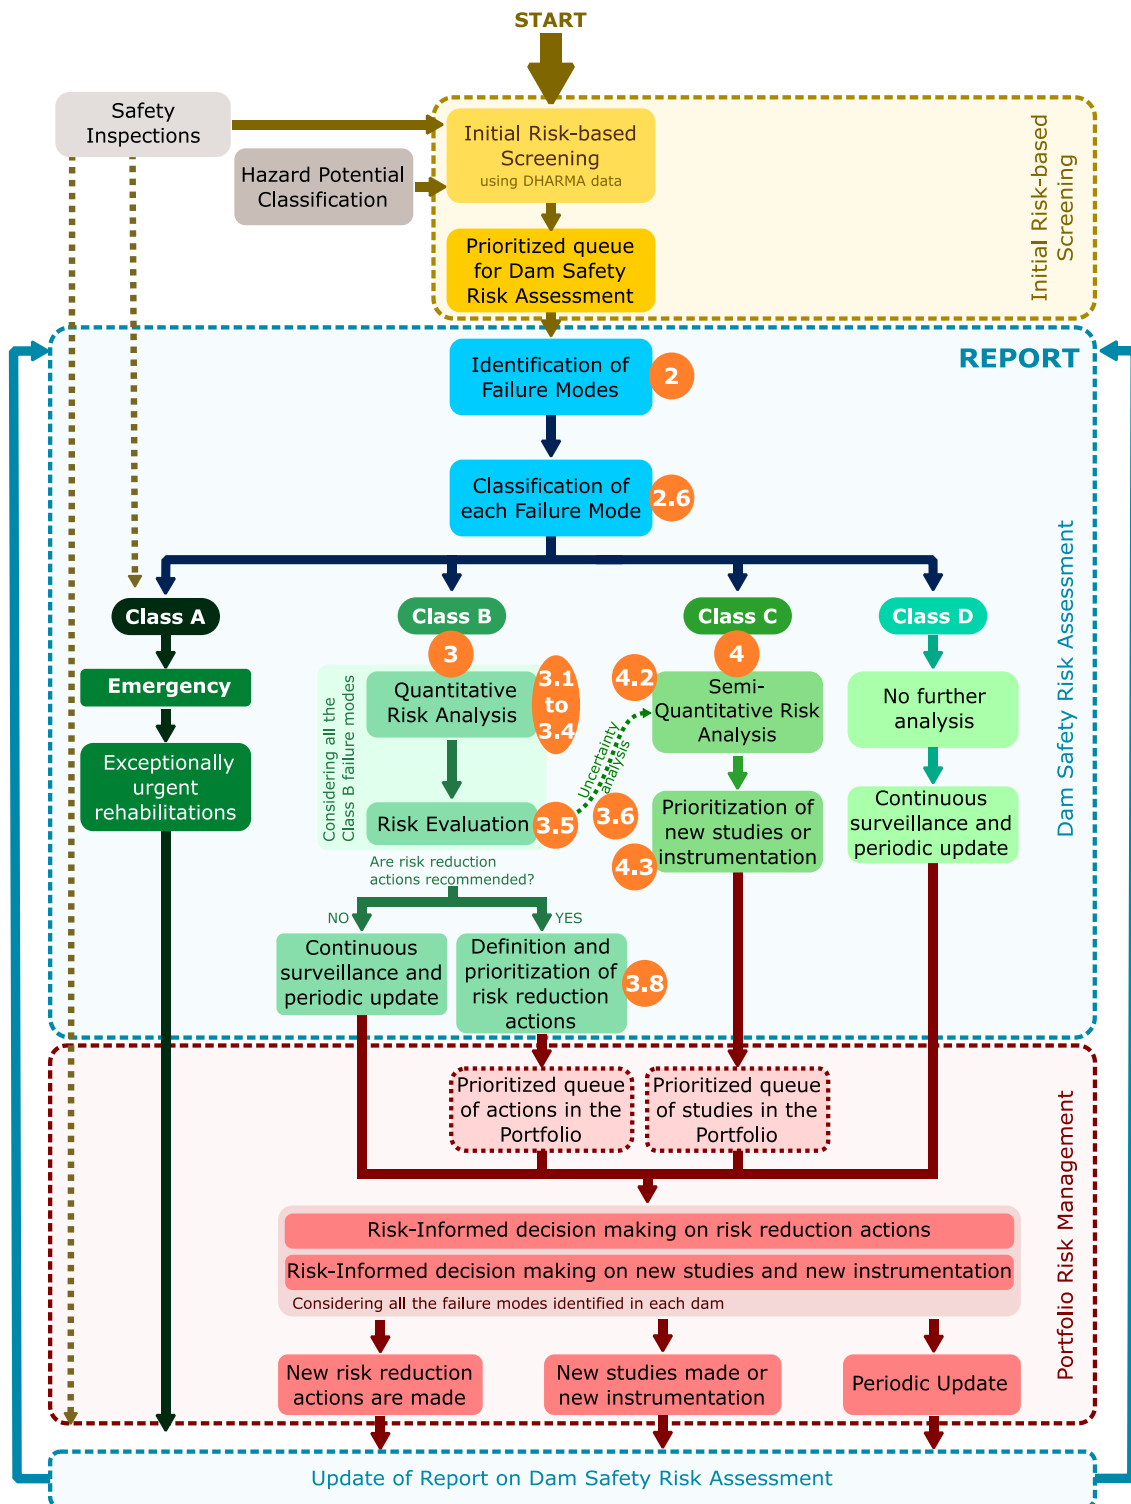 START
Safety
Inspections
Initial Risk-based
Screening
using DHARMA data
Hazard Potential
Classification
Prioritized queue
for Dam Safety
Risk Assessment
Initial Risk-based
Screening
REPORT
Identification of
Failure Modes
2
Classification of
each Failure Mode
2.6
Dam Safety Risk Assessment
Class A
Class B
Class C
Class D
Emergency
Exceptionally
urgent
rehabilitations
Considering all the
Class B failure modes
3
Quantitative
Risk Analysis
3.1
to
3.4
Risk Evaluation
3.5
Uncertainty
analysis
3.6
4
4.2
Semi-
Quantitative Risk
Analysis
Prioritization of
new studies or
instrumentation
4.3
No further
analysis
Continuous
surveillance and
periodic update
Are risk reduction
actions recommended?
NO
YES
Continuous
surveillance and
periodic update
Definition and
prioritization of
risk reduction
actions
3.8
Prioritized queue
of actions in the
Portfolio
Prioritized queue
of studies in the
Portfolio
Portfolio Risk Management
Risk-Informed decision making on risk reduction actions
Risk-Informed decision making on new studies and new instrumentation
Considering all the failure modes identified in each dam
New risk reduction
actions are made
New studies made or
new instrumentation
Periodic Update
Update of Report on Dam Safety Risk Assessment